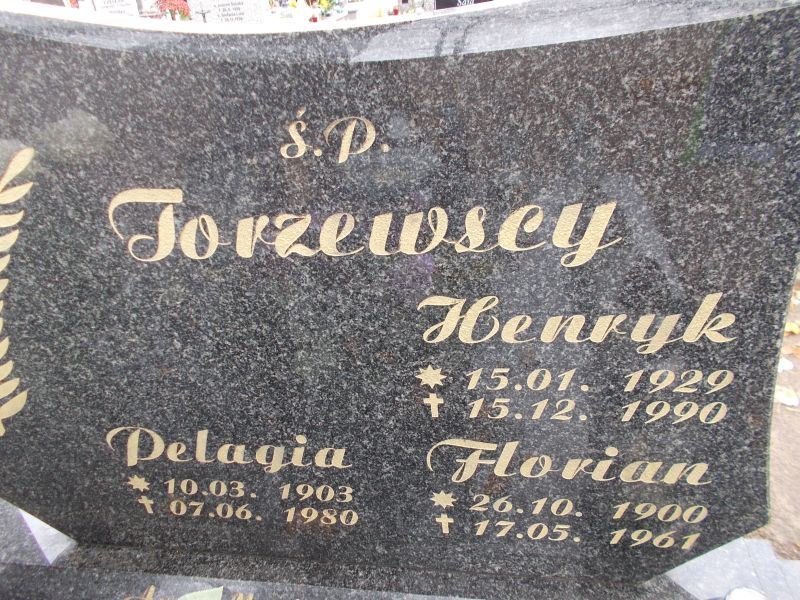 ś.p.
Torzewscy
Henryk
15.01. 1929
15.12. 1990
Pelagia
10.03. 1903
07.06. 1980
Florian
26.10. 1900
17.05. 1961